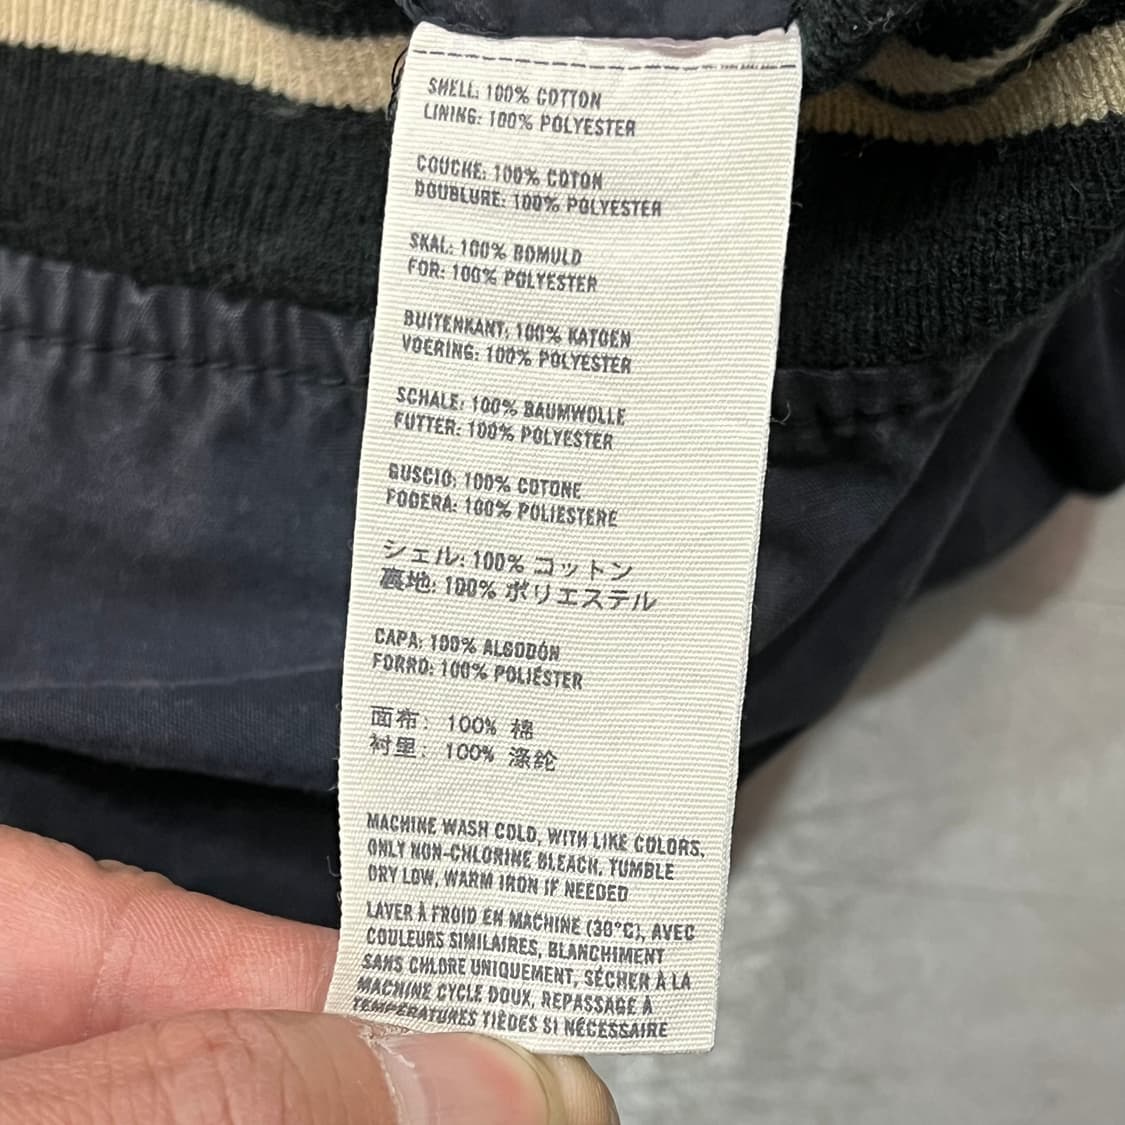 SHELL: 100% COTTON
LINING: 100% POLYESTER
COUCHE: 100% COTON
DOUBLURE: 100% POLYESTER
SKAL: 100% BOMULD
FOR: 100% POLYESTER
BUITENKANT: 100% KATOEN
VOERING: 100% POLYESTER
SCHALE: 100% BAUMWOLLE
FUTTER: 100% POLYESTER
GUSCIO: 100% COTONE
FODERA: 100% POLIESTERE
シェル: 100% コットン
裏地: 100% ポリエステル
CAPA: 100% ALGODÓN
FORRO: 100% POLIÉSTER
面布: 100% 棉
衬里: 100% 涤纶
MACHINE WASH COLD, WITH LIKE COLORS,
ONLY NON-CHLORINE BLEACH, TUMBLE
DRY LOW, WARM IRON IF NEEDED
LAVER À FROID EN MACHINE (30°C), AVEC
COULEURS SIMILAIRES, BLANCHIMENT
SANS CHLORE UNIQUEMENT, SÉCHER À LA
MACHINE CYCLE DOUX, REPASSAGE À
TEMPÉRATURES TIÈDES SI NÉCESSAIRE